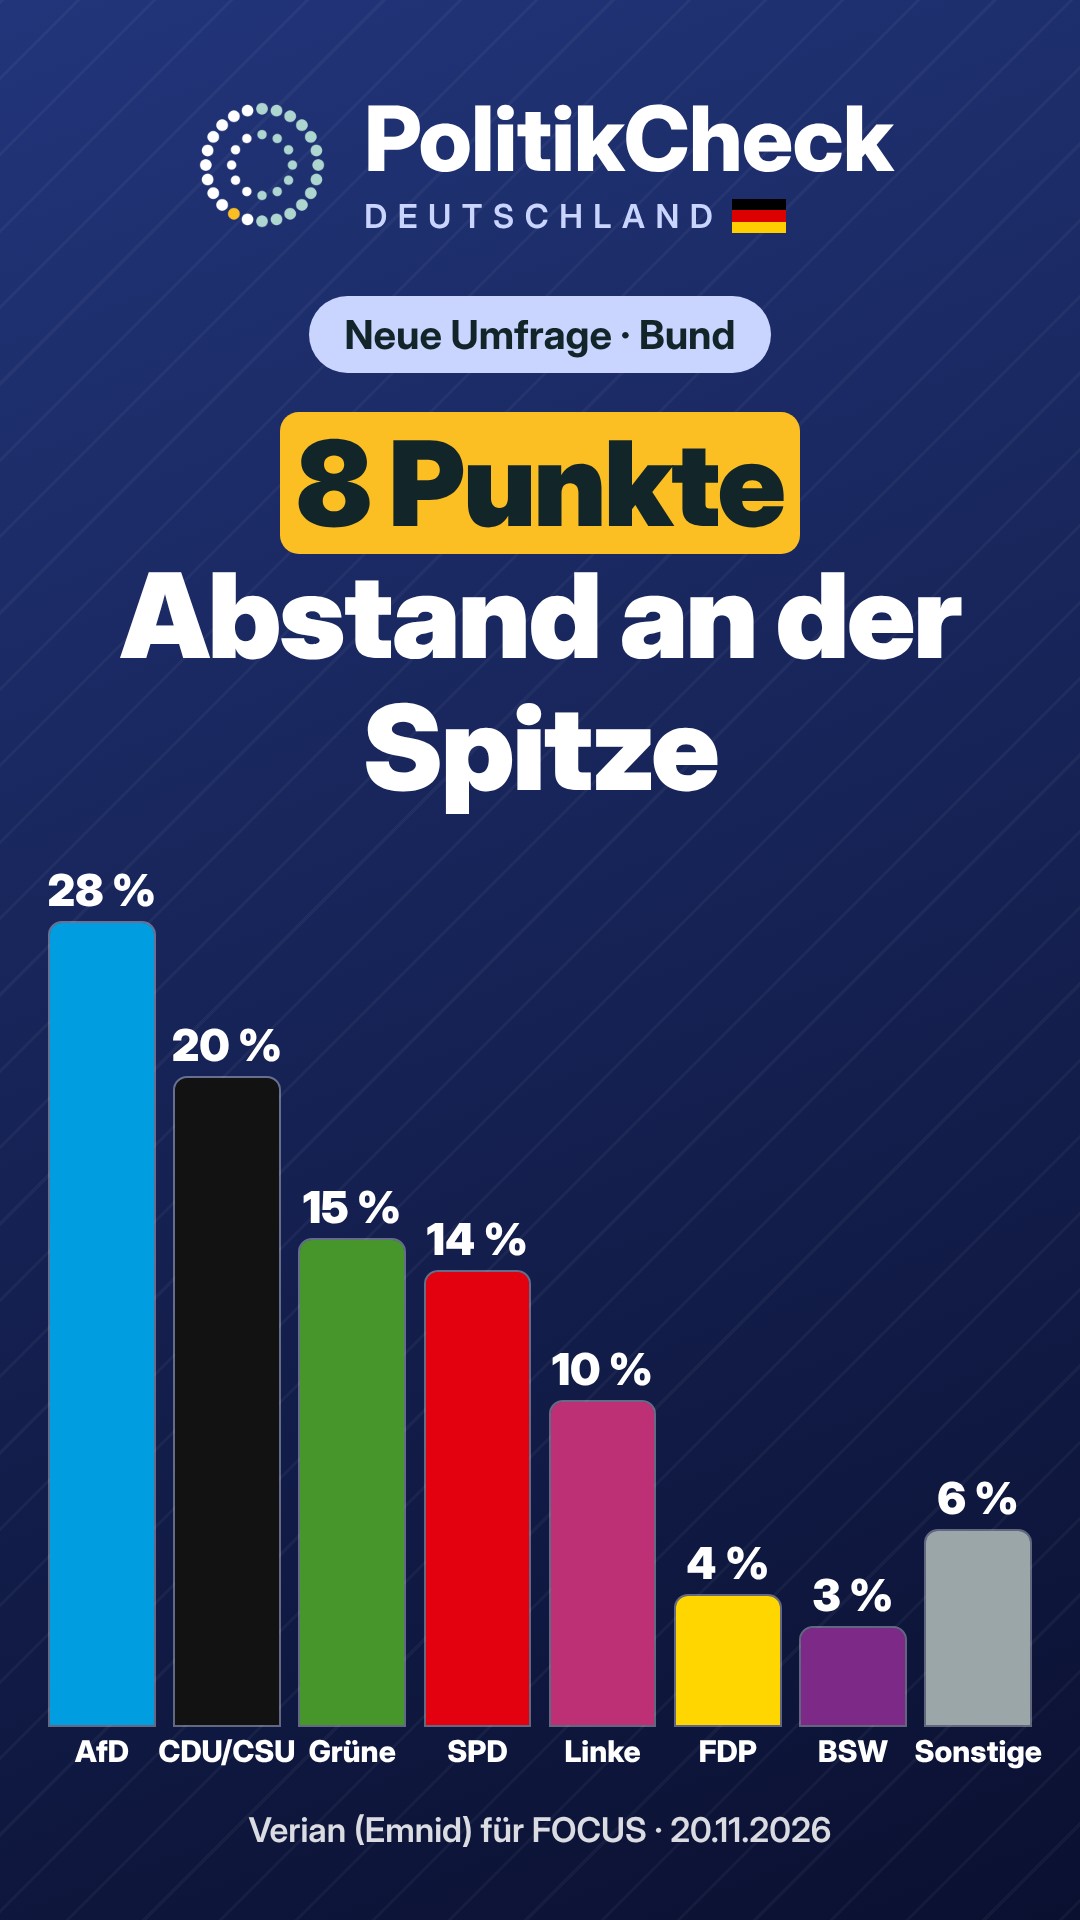 PolitikCheck
DEUTSCHLAND
Neue Umfrage · Bund
8 Punkte
Abstand an der
Spitze
28 %
20 %
15 %
14 %
10 %
4 %
3 %
6 %
AfD CDU/CSU Grüne SPD Linke FDP BSW Sonstige
Verian (Emnid) für FOCUS · 20.11.2026